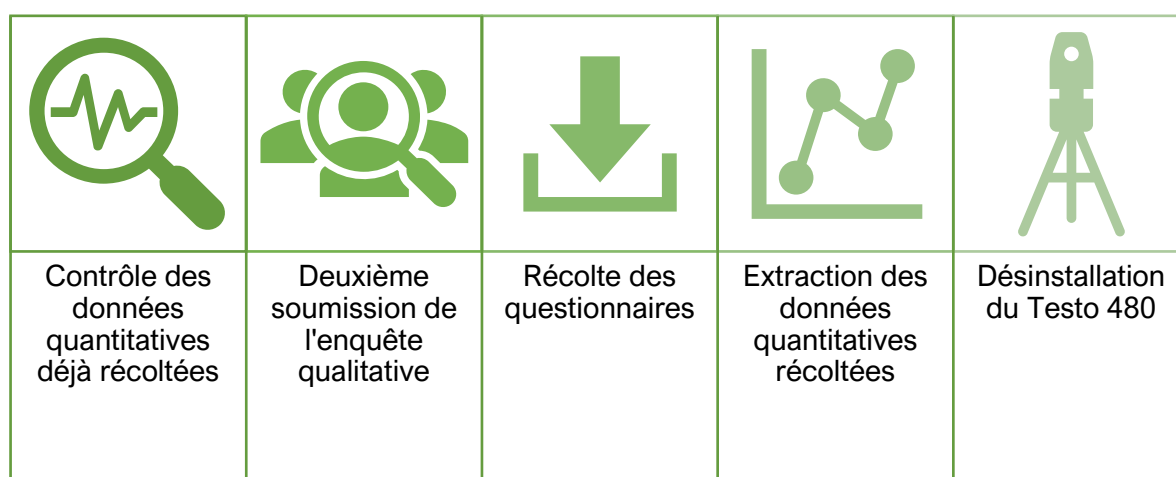 Contrôle des
données
quantitatives
déjà récoltées
Deuxième
soumission de
l'enquête
qualitative
Récolte des
questionnaires
Extraction des
données
quantitatives
récoltées
Désinstallation
du Testo 480